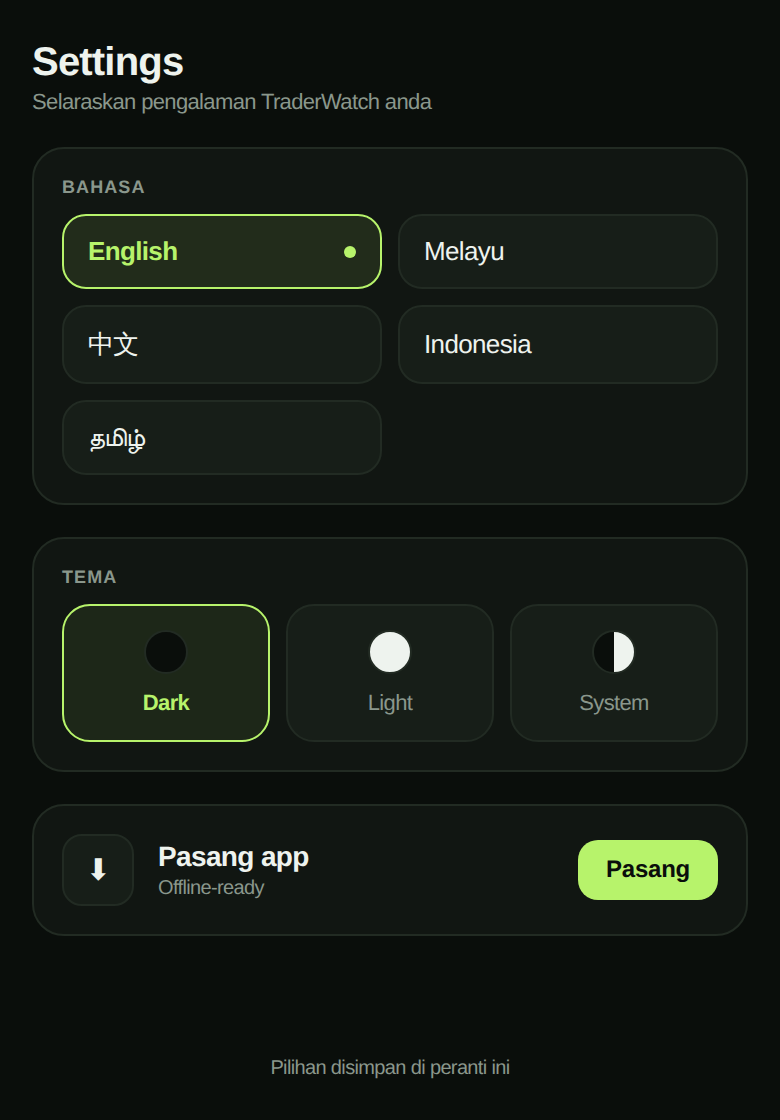 Settings
Selaraskan pengalaman TraderWatch anda
BAHASA
English
Melayu
中文
Indonesia
தமிழ்
TEMA
Dark
Light
System
Pasang app
Offline-ready
Pasang
Pilihan disimpan di peranti ini